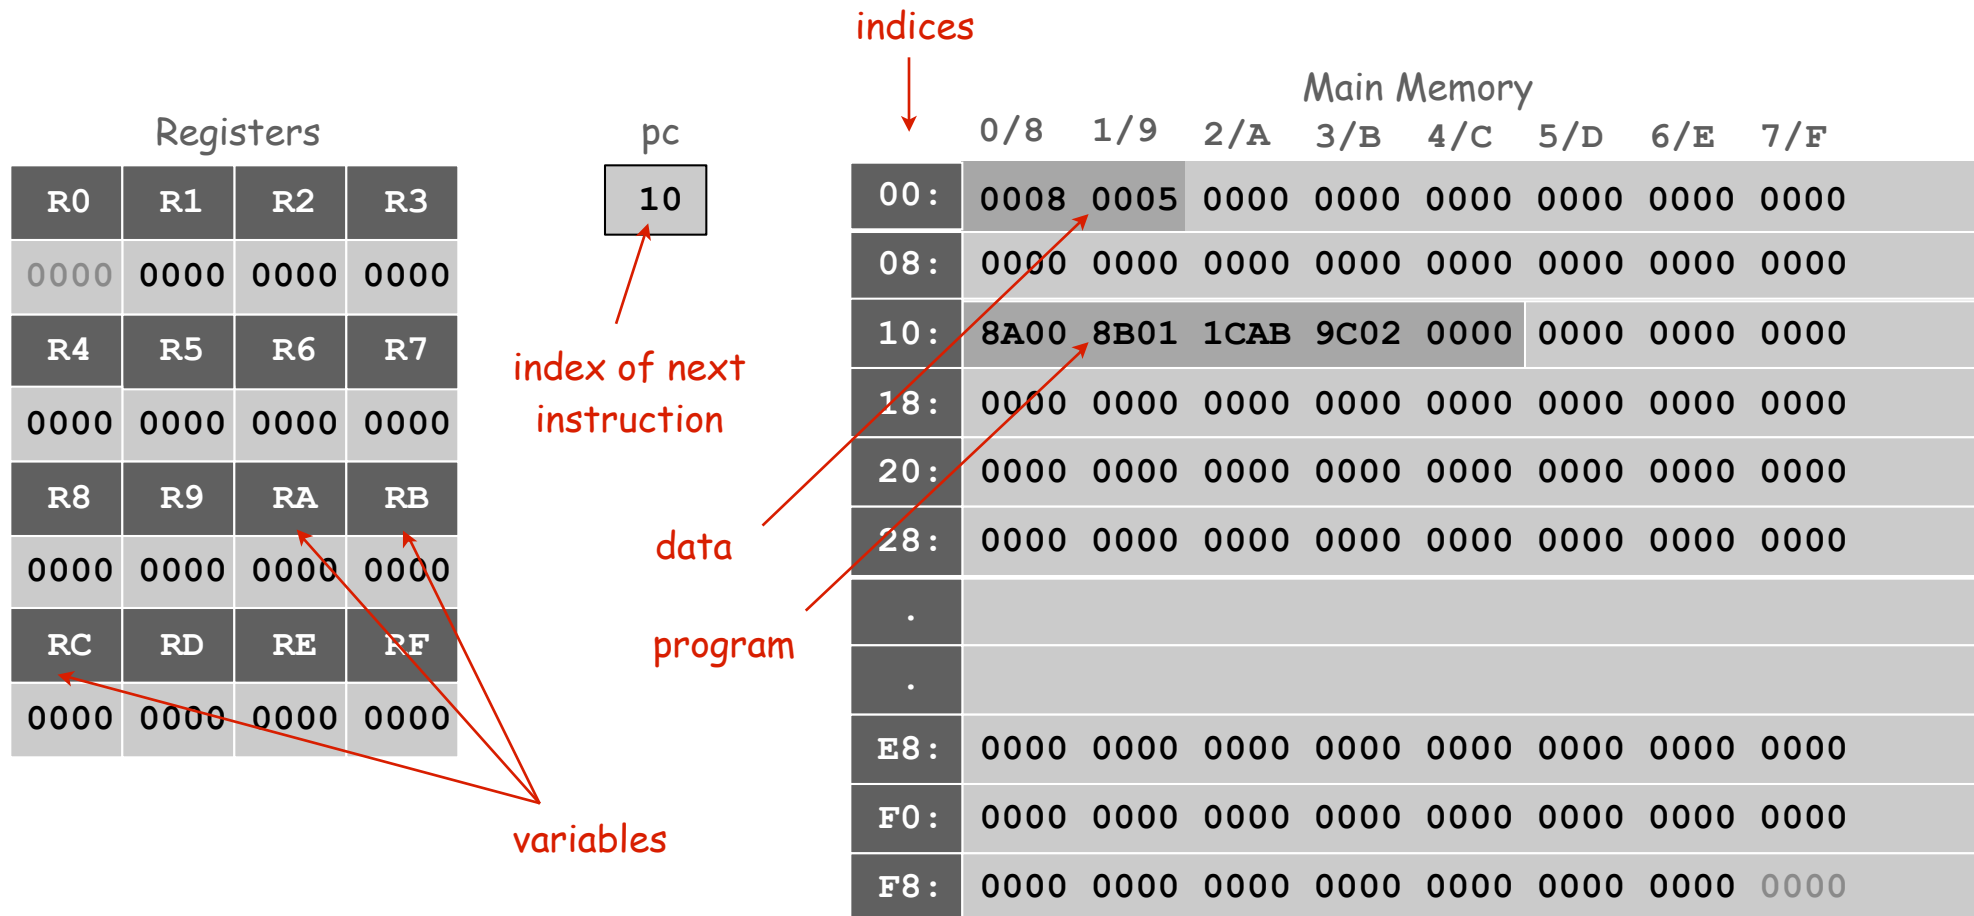 indices
Main Memory
Registers
pc
0/8 1/9 2/A 3/B 4/C 5/D 6/E 7/F
R0 R1 R2 R3
10
00: 0008 0005 0000 0000 0000 0000 0000 0000
0000 0000 0000 0000
08: 0000 0000 0000 0000 0000 0000 0000 0000
R4 R5 R6 R7
10: 8A00 8B01 1CAB 9C02 0000 0000 0000 0000
index of next
instruction
0000 0000 0000 0000
18: 0000 0000 0000 0000 0000 0000 0000 0000
R8 R9 RA RB
20: 0000 0000 0000 0000 0000 0000 0000 0000
data
28: 0000 0000 0000 0000 0000 0000 0000 0000
0000 0000 0000 0000
.
RC RD RE RF
program
.
0000 0000 0000 0000
E8: 0000 0000 0000 0000 0000 0000 0000 0000
variables
F0: 0000 0000 0000 0000 0000 0000 0000 0000
F8: 0000 0000 0000 0000 0000 0000 0000 0000